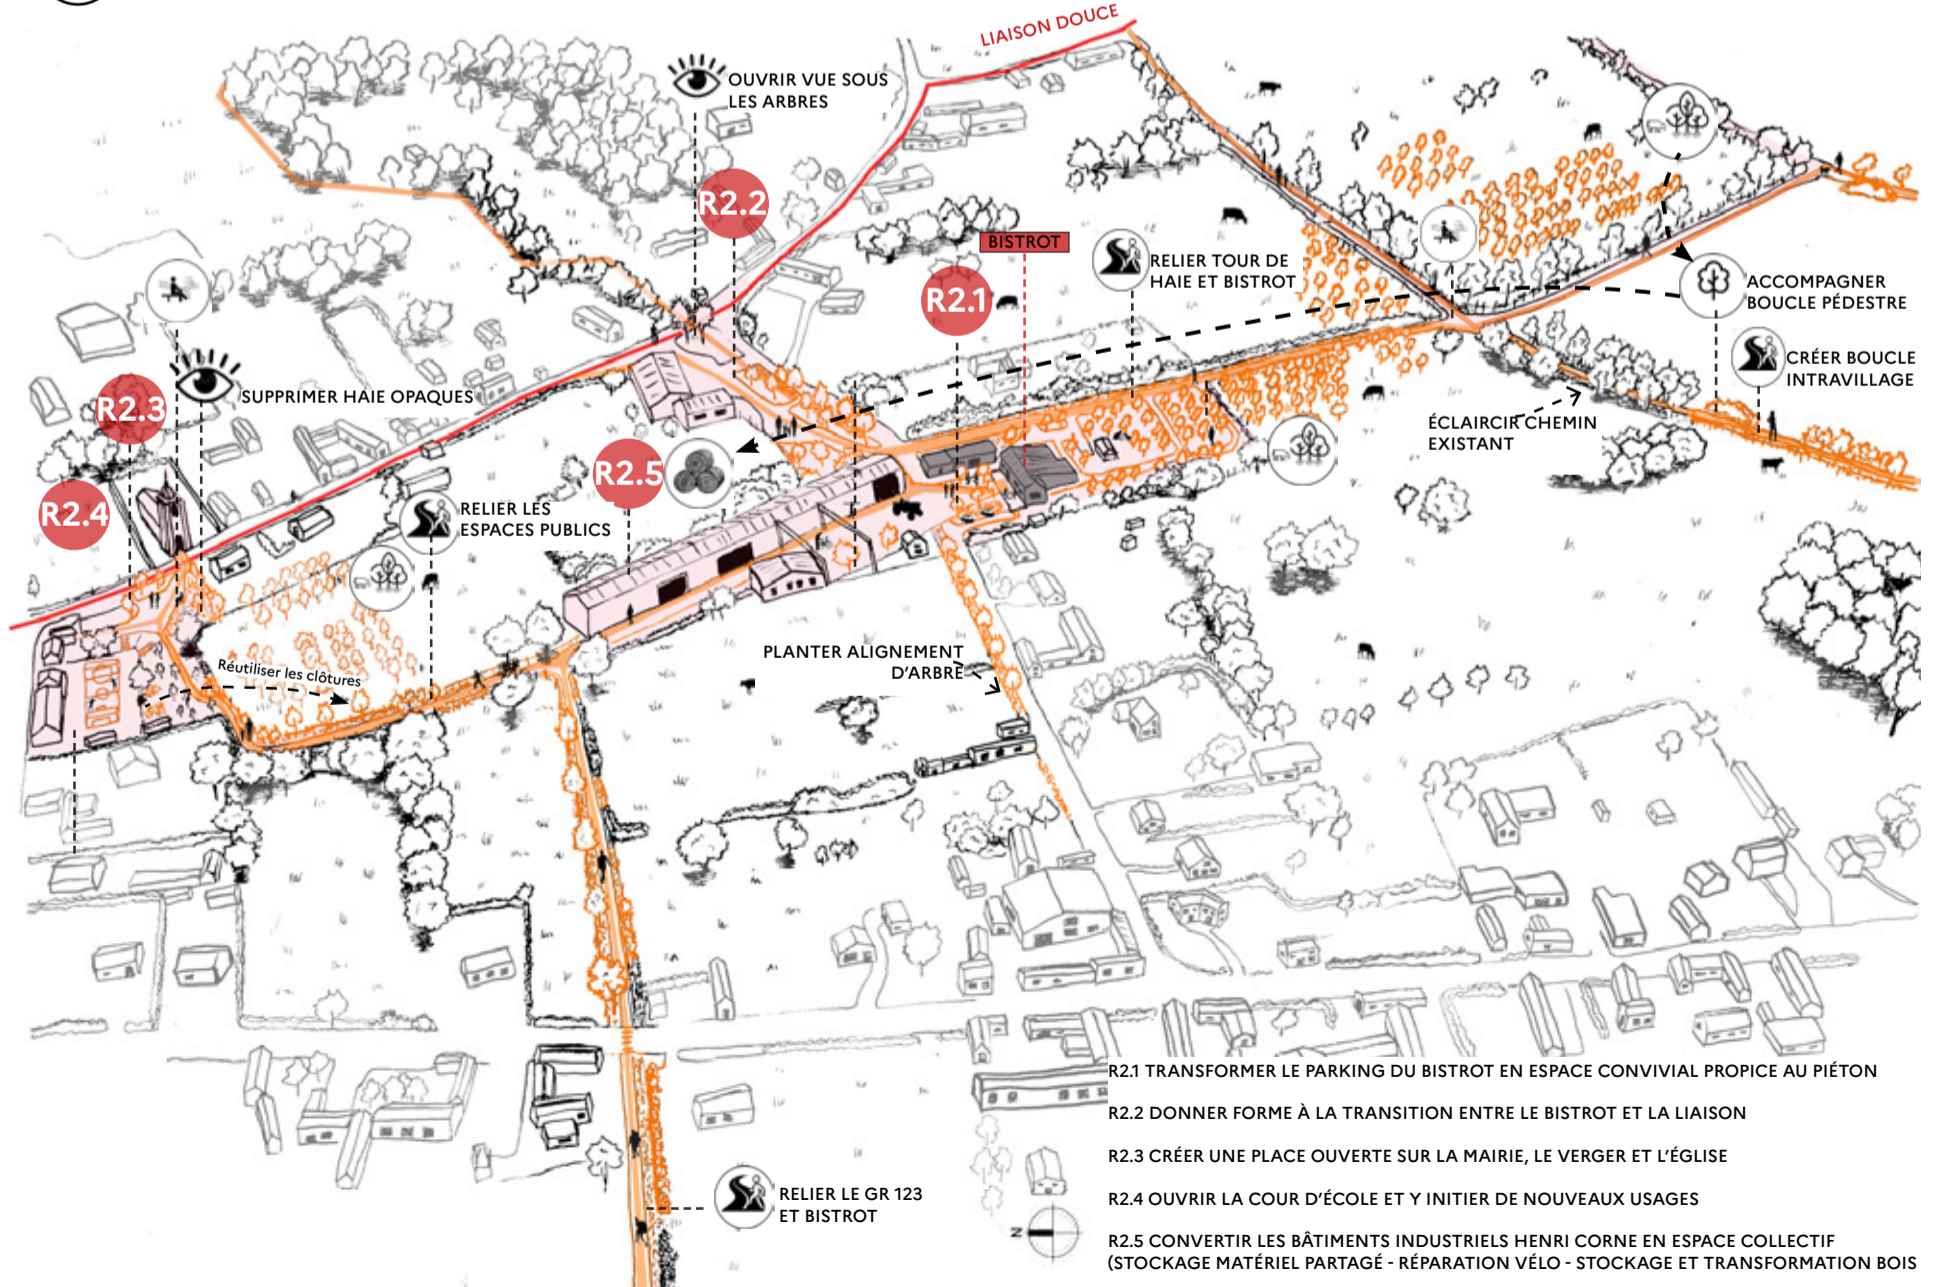 LIAISON DOUCE
OUVRIR VUE SOUS
LES ARBRES
R2.2
BISTROT
R2.1
RELIER TOUR DE
HAIE ET BISTROT
ACCOMPAGNER
BOUCLE PÉDESTRE
CRÉER BOUCLE
INTRAVILLAGE
ÉCLAIRCIR CHEMIN
EXISTANT
R2.3
SUPPRIMER HAIE OPAQUES
R2.4
R2.5
RELIER LES
ESPACES PUBLICS
Réutiliser les clôtures
PLANTER ALIGNEMENT
D'ARBRE
RELIER LE GR 123
ET BISTROT
N
R2.1 TRANSFORMER LE PARKING DU BISTROT EN ESPACE CONVIVIAL PROPICE AU PIÉTON
R2.2 DONNER FORME À LA TRANSITION ENTRE LE BISTROT ET LA LIAISON
R2.3 CRÉER UNE PLACE OUVERTE SUR LA MAIRIE, LE VERGER ET L'ÉGLISE
R2.4 OUVRIR LA COUR D'ÉCOLE ET Y INITIER DE NOUVEAUX USAGES
R2.5 CONVERTIR LES BÂTIMENTS INDUSTRIELS HENRI CORNE EN ESPACE COLLECTIF
(STOCKAGE MATÉRIEL PARTAGÉ - RÉPARATION VÉLO - STOCKAGE ET TRANSFORMATION BOIS